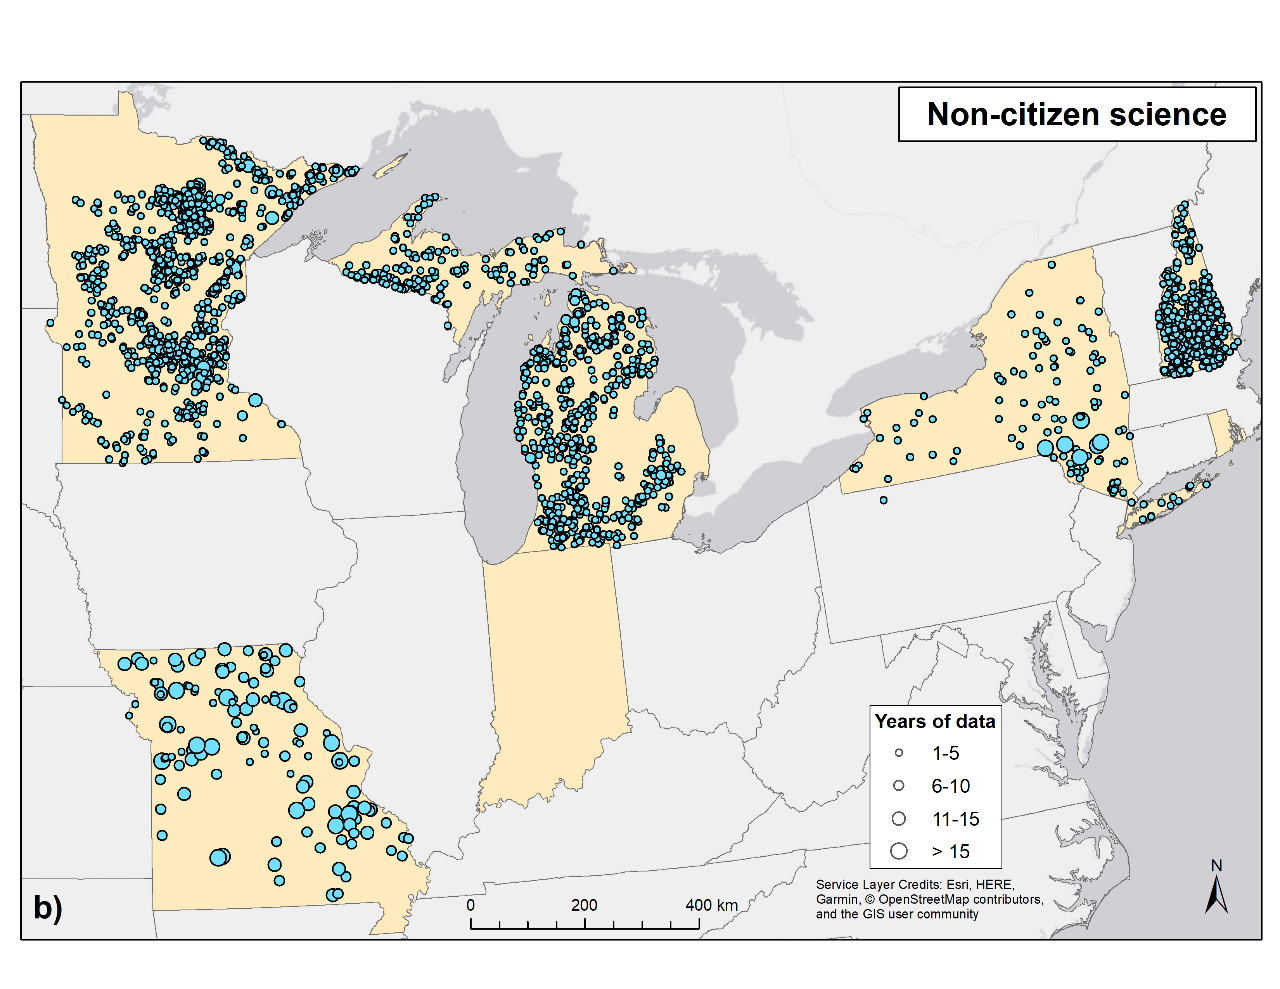 Non-citizen science
Years of data
1-5
6-10
11-15
> 15
Service Layer Credits: Esri, HERE,
Garmin, © OpenStreetMap contributors,
and the GIS user community
N
0 200 400 km
b)